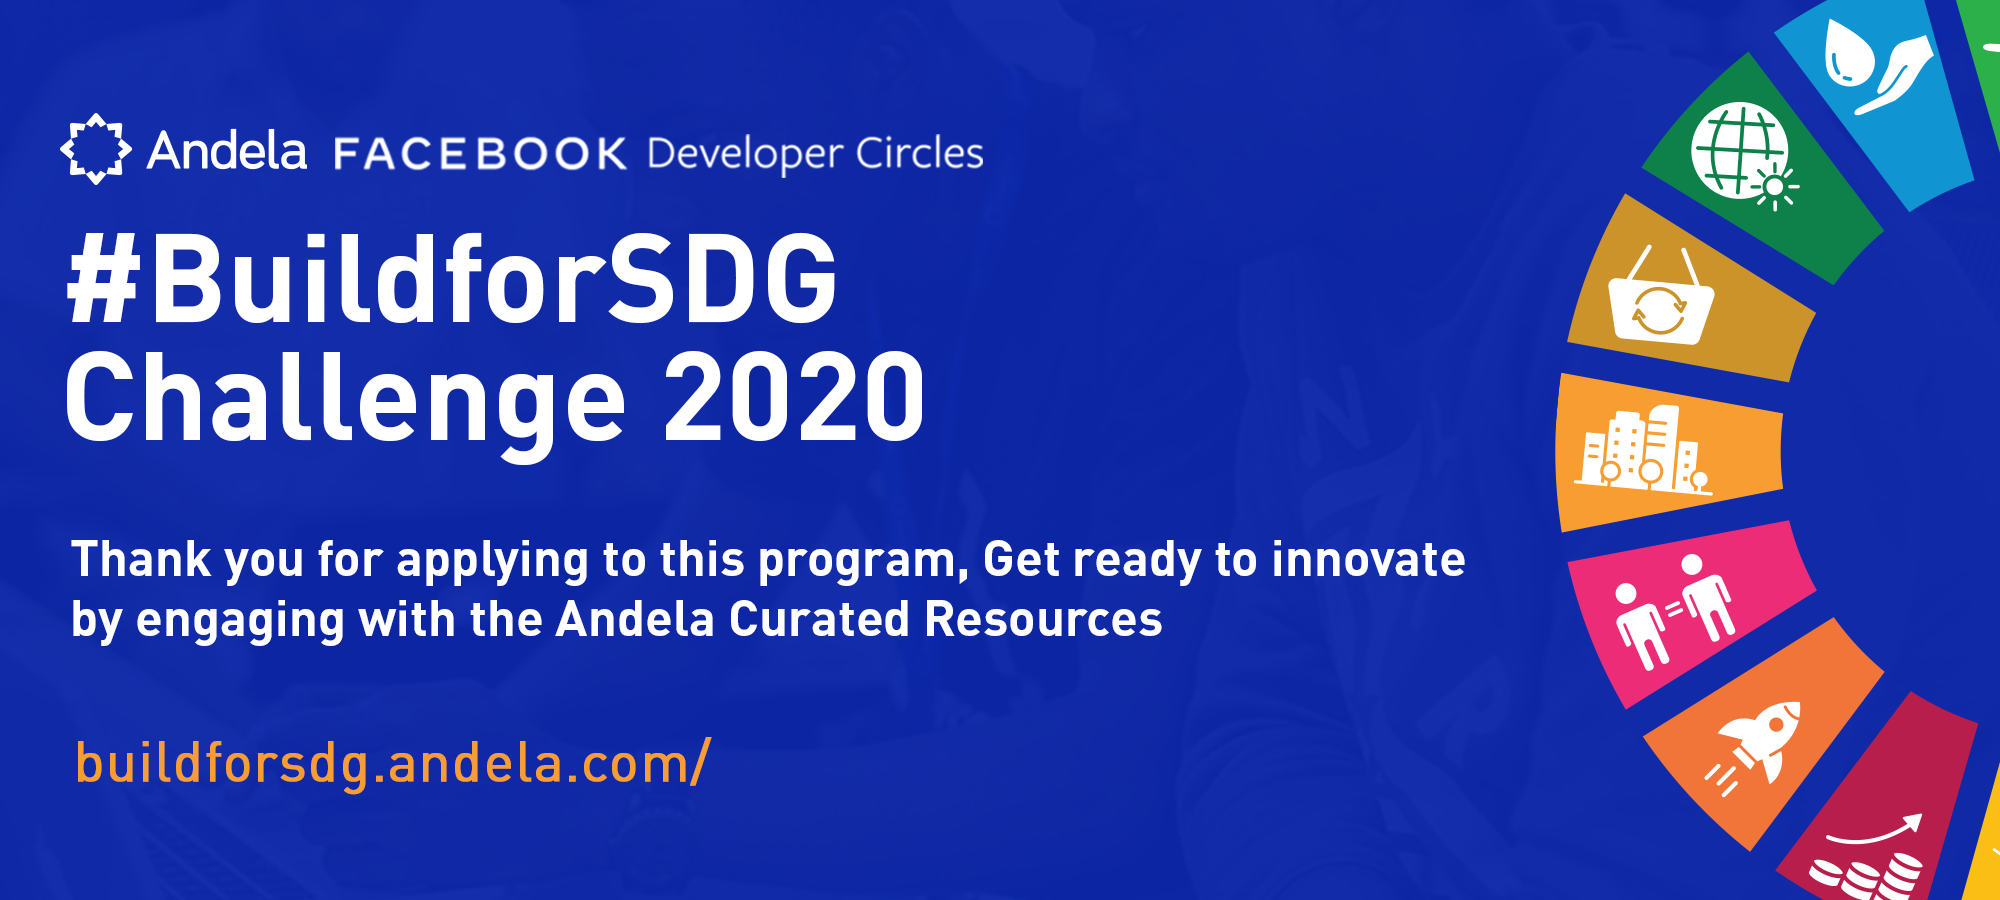 Andela FACEBOOK Developer Circles
#BuildforSDG
Challenge 2020
Thank you for applying to this program, Get ready to innovate
by engaging with the Andela Curated Resources
buildforsdg.andela.com/